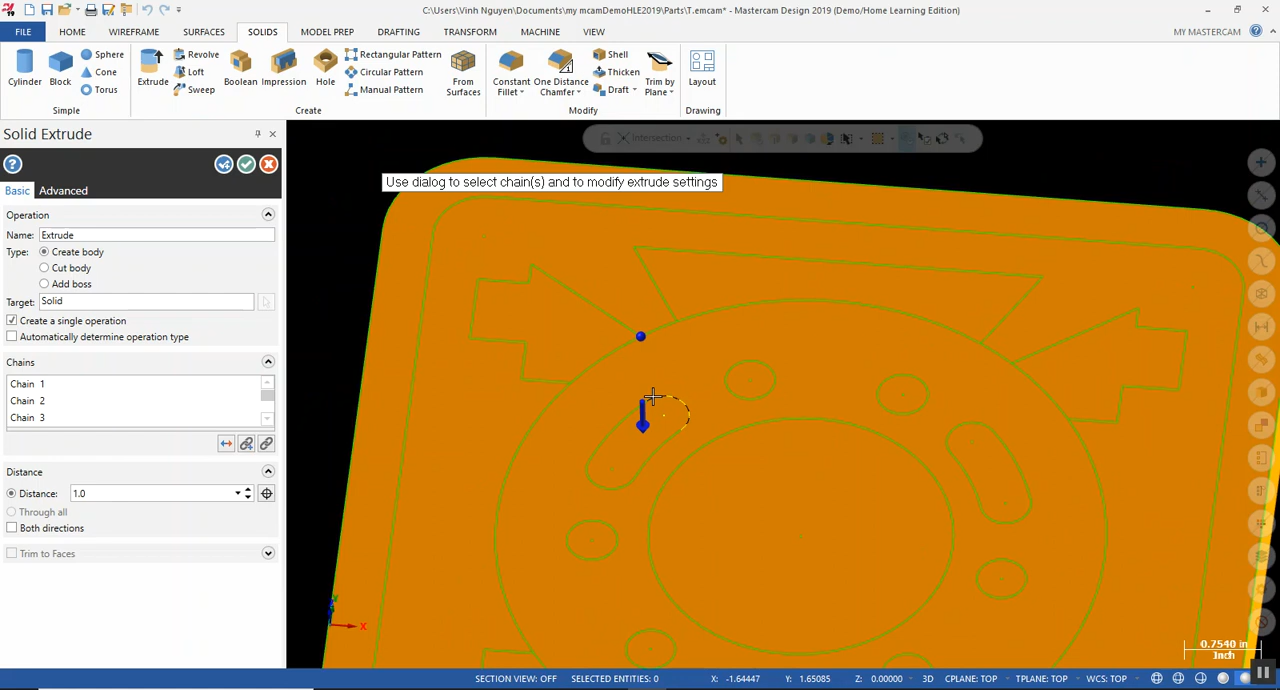 C:\Users\Vinh Nguyen\Documents\my mcamDemoHLE2019\Parts\T.emcam* - Mastercam Design 2019 (Demo/Home Learning Edition)
FILE HOME WIREFRAME SURFACES SOLIDS MODEL PREP DRAFTING TRANSFORM MACHINE VIEW MY MASTERCAM
Cylinder Block Sphere Cone Torus
Simple
Extrude Revolve Loft Sweep Boolean Impression Hole Rectangular Pattern Circular Pattern Manual Pattern From Surfaces
Create
Constant Fillet One Distance Chamfer Shell Thicken Draft Trim by Plane
Modify
Layout
Drawing
Solid Extrude
Basic Advanced
Operation
Name: Extrude
Type: Create body
Cut body
Add boss
Target: Solid
Create a single operation
Automatically determine operation type
Chains
Chain 1
Chain 2
Chain 3
Distance
Distance: 1.0
Through all
Both directions
Trim to Faces
Intersection
Use dialog to select chain(s) and to modify extrude settings
Y
X
0.7540 in
Inch
SECTION VIEW: OFF SELECTED ENTITIES: 0 X: -1.64447 Y: 1.65085 Z: 0.00000 3D CPLANE: TOP TPLANE: TOP WCS: TOP